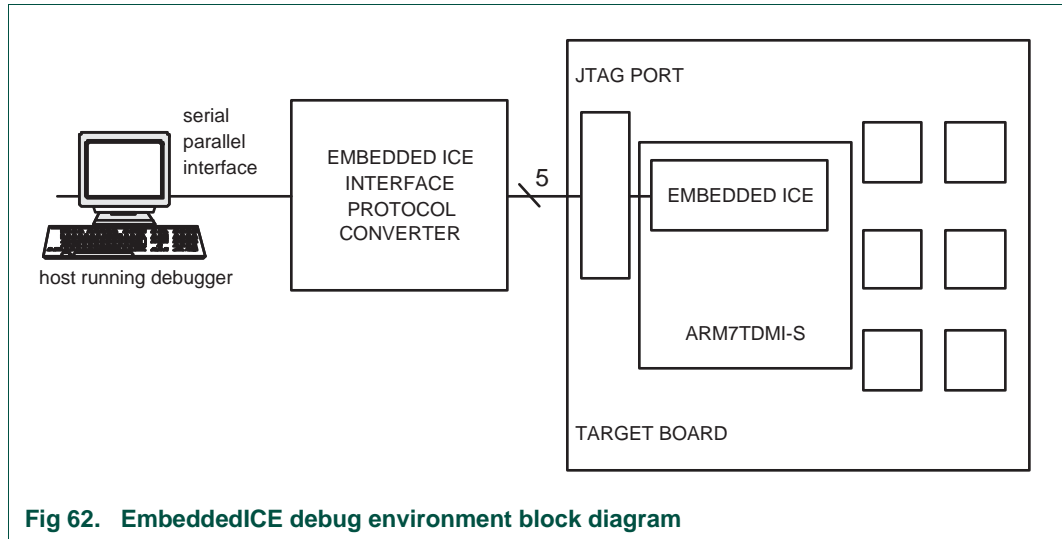 JTAG PORT
serial
parallel
interface
EMBEDDED ICE
INTERFACE
PROTOCOL
CONVERTER
5
EMBEDDED ICE
host running debugger
ARM7TDMI-S
TARGET BOARD
Fig 62. EmbeddedICE debug environment block diagram